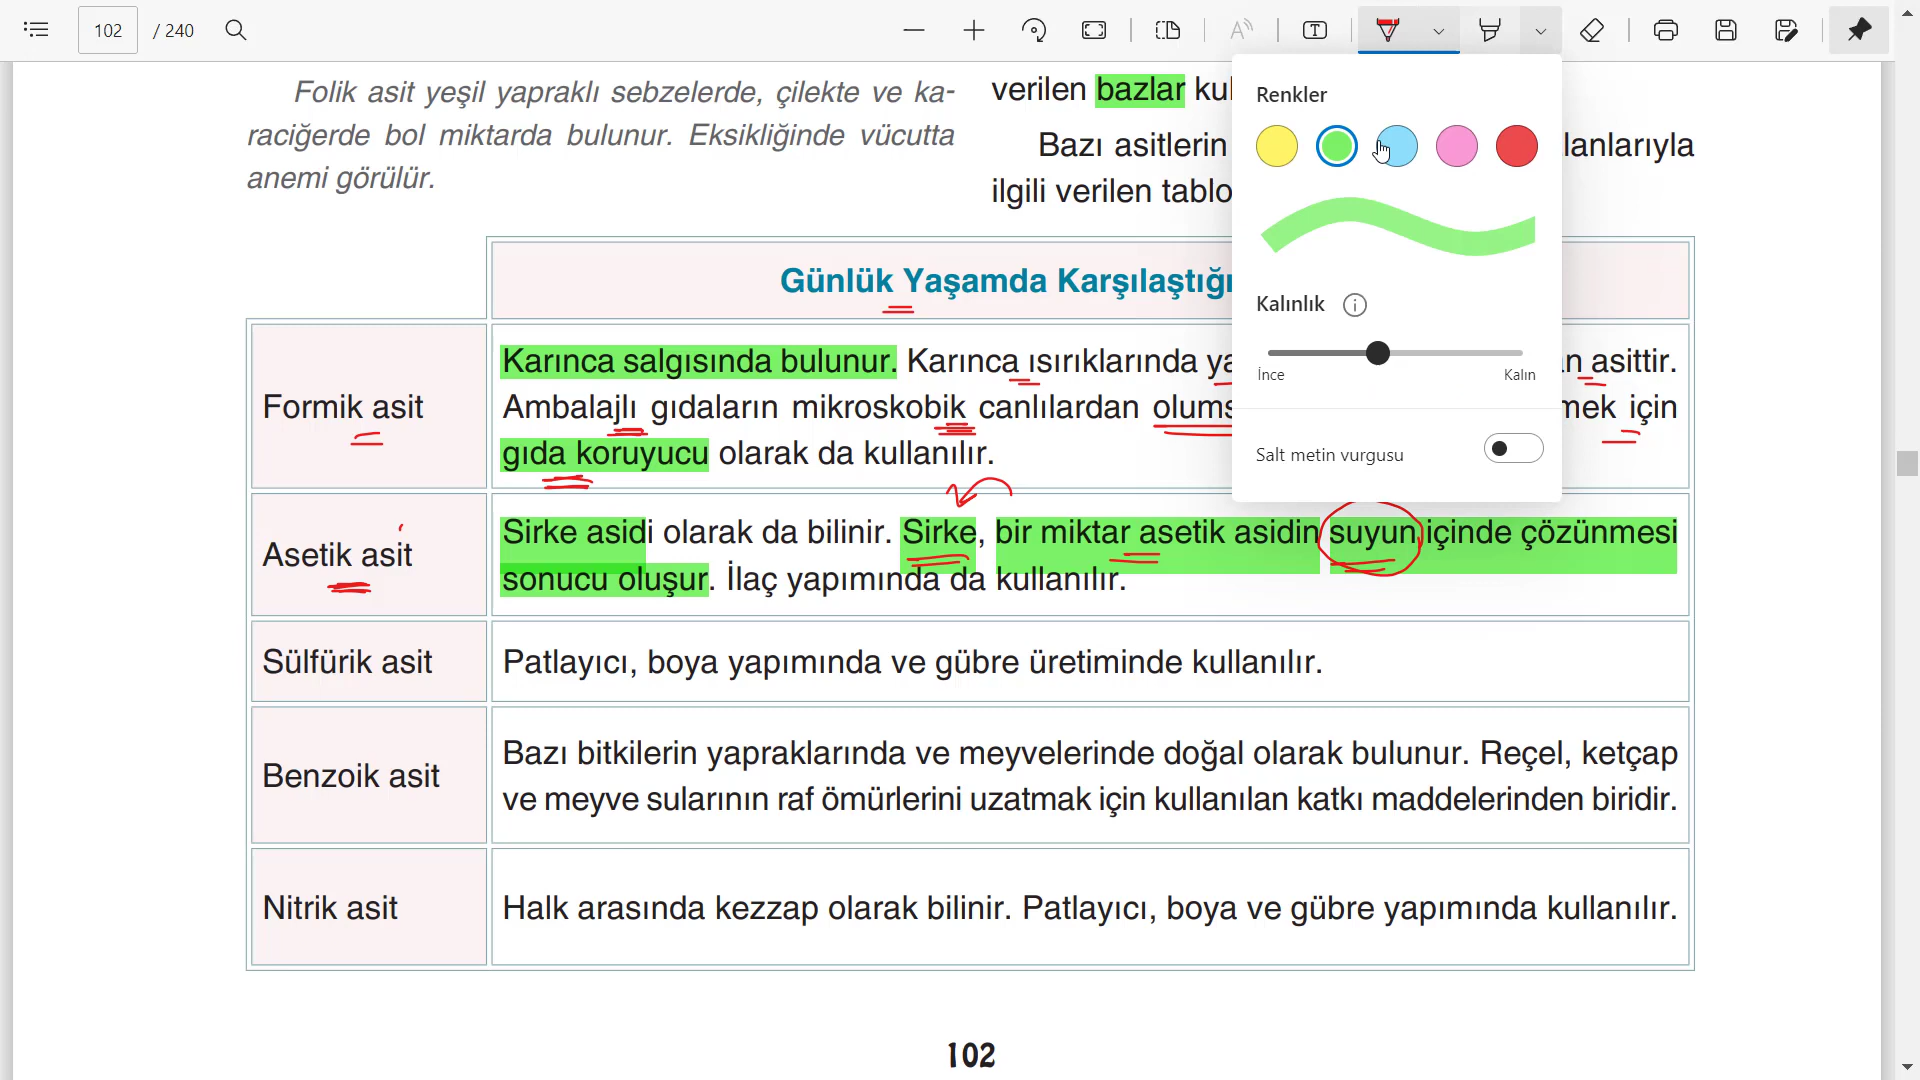 102 / 240
Folik asit yeşil yapraklı sebzelerde, çilekte ve ka-
raciğerde bol miktarda bulunur. Eksikliğinde vücutta
anemi görülür.
verilen bazlar
Bazı asitlerin lanlarıyla
ilgili verilen
Renkler
Kalınlık
İnce Kalın
Salt metin vurgusu
Günlük Yaşamda
Formik asit
Karınca salgısında bulunur. Karınca ısırıklarında asittir.
Ambalajlı gıdaların mikroskobik canlılardan için
gıda koruyucu olarak da kullanılır.
Asetik asit
Sirke asidi olarak da bilinir. Sirke, bir miktar asetik asidin suyun içinde çözünmesi
sonucu oluşur. İlaç yapımında da kullanılır.
Sülfürik asit
Patlayıcı, boya yapımında ve gübre üretiminde kullanılır.
Benzoik asit
Bazı bitkilerin yapraklarında ve meyvelerinde doğal olarak bulunur. Reçel, ketçap
ve meyve sularının raf ömürlerini uzatmak için kullanılan katkı maddelerinden biridir.
Nitrik asit
Halk arasında kezzap olarak bilinir. Patlayıcı, boya ve gübre yapımında kullanılır.
102